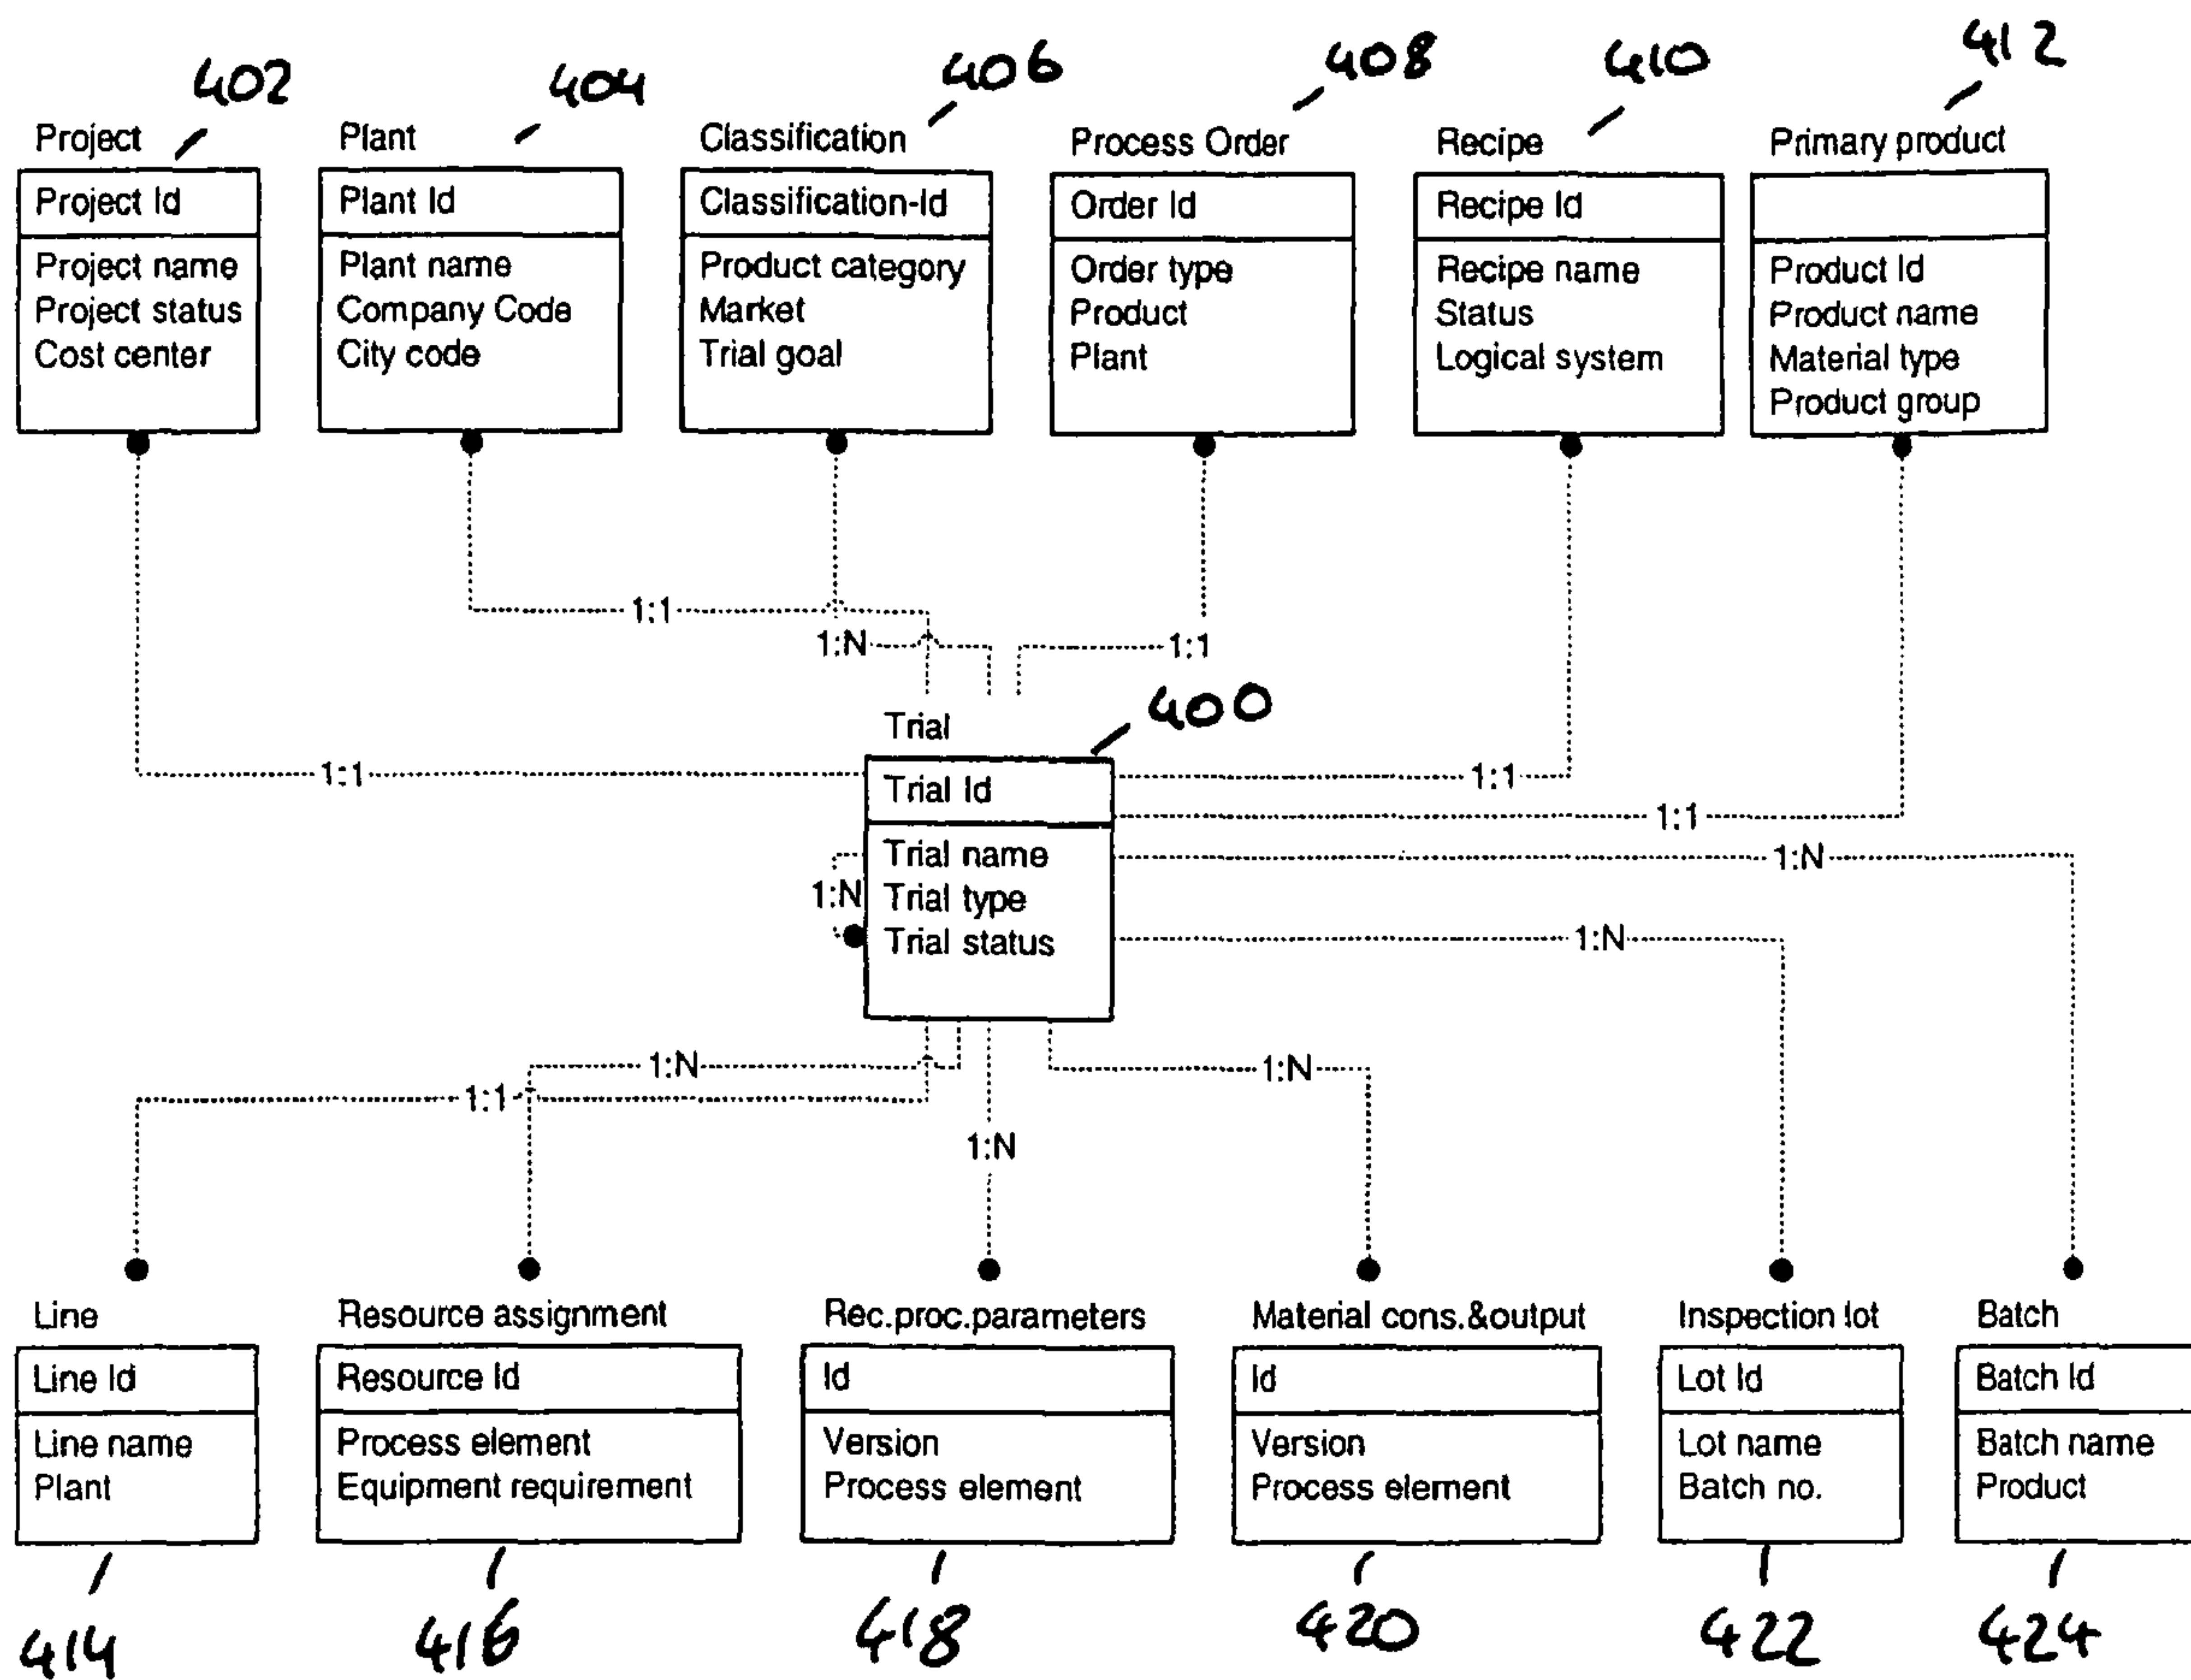 402
404
406
408
410
412
Project
Plant
Classification
Process Order
Recipe
Primary product
Project Id
Project name
Project status
Cost center
Plant Id
Plant name
Company Code
City code
Classification-Id
Product category
Market
Trial goal
Order Id
Order type
Product
Plant
Recipe Id
Recipe name
Status
Logical system
Product Id
Product name
Material type
Product group
1:1
1:N
1:1
400
Trial
1:1
Trial Id
1:1
1:1
Trial name
1:N
1:N
Trial type
Trial status
1:N
1:N
1:N
1:1
1:N
Line
Resource assignment
Rec.proc.parameters
Material cons.&output
Inspection lot
Batch
Line Id
Line name
Plant
Resource Id
Process element
Equipment requirement
Id
Version
Process element
Id
Version
Process element
Lot Id
Lot name
Batch no.
Batch Id
Batch name
Product
414
416
418
420
422
424